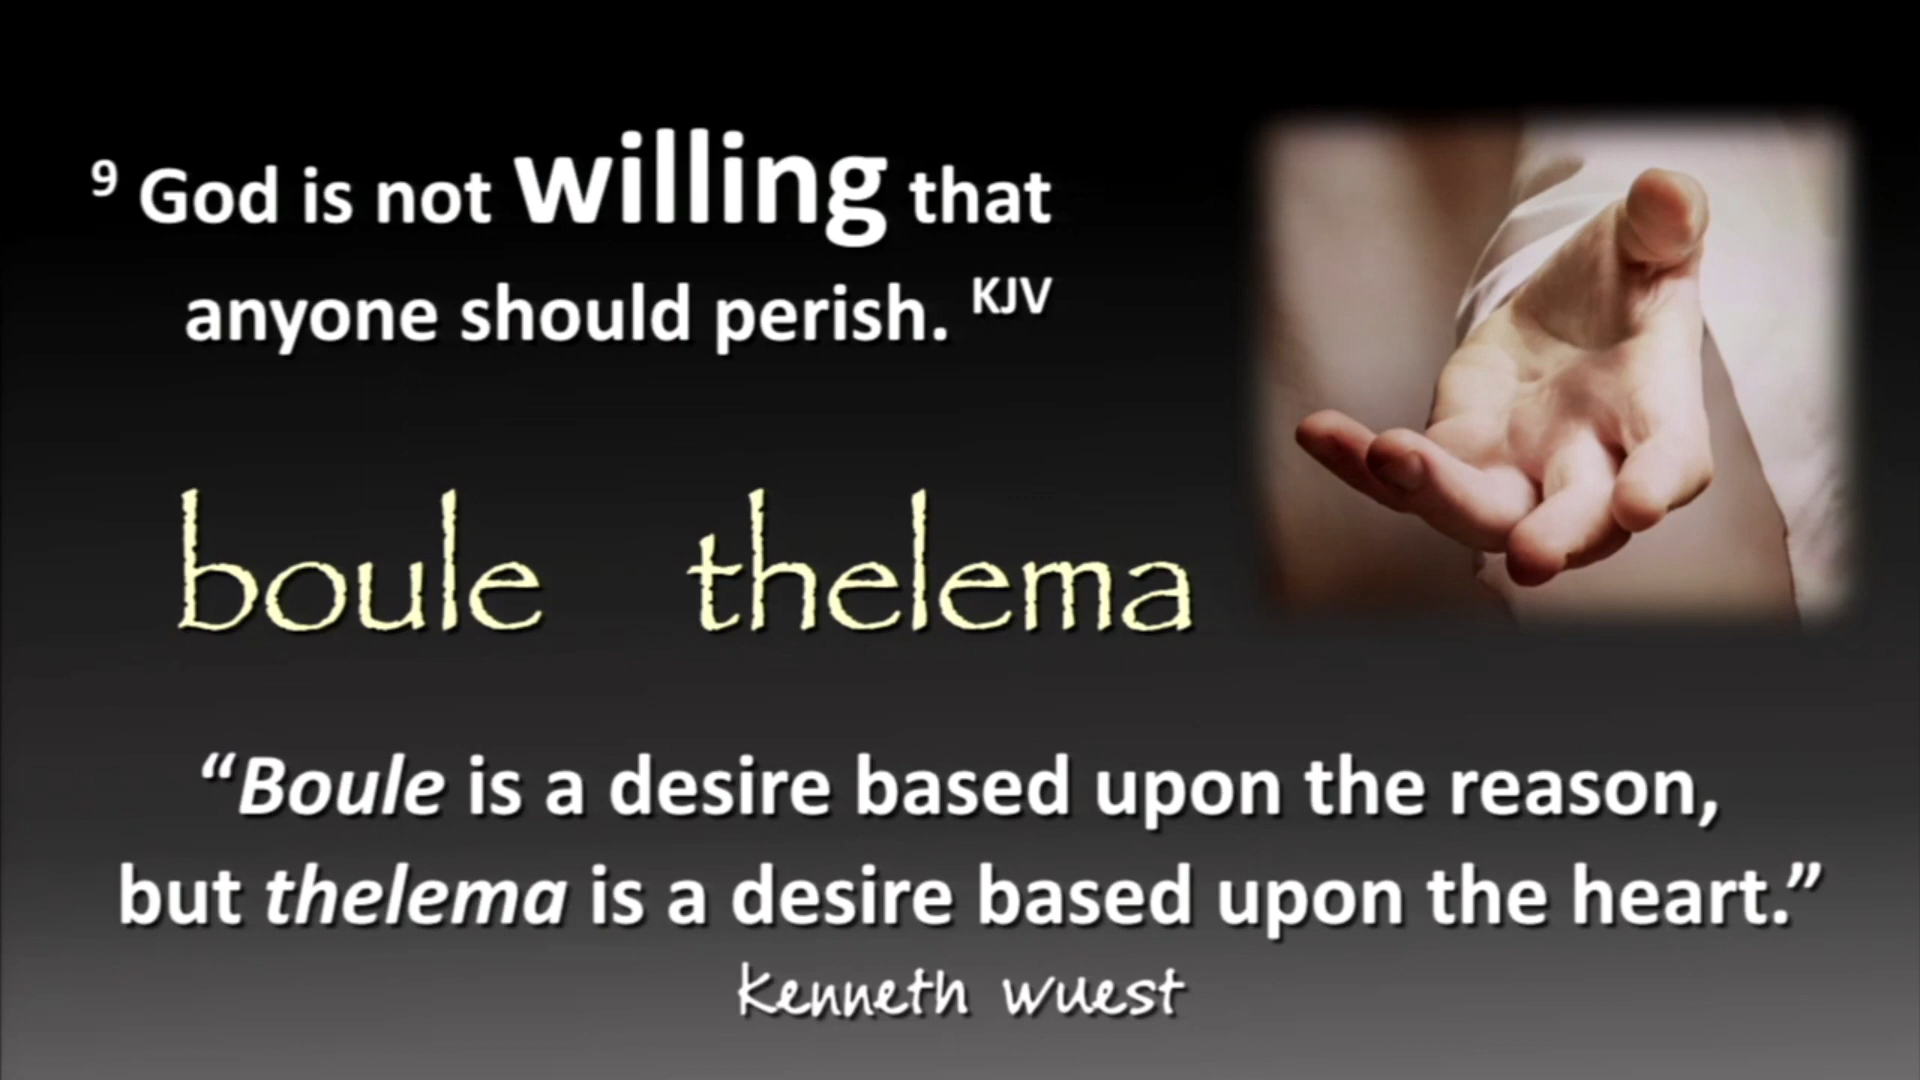 9 God is not willing that
anyone should perish. KJV
boule thelema
“Boule is a desire based upon the reason,
but thelema is a desire based upon the heart.”
Kenneth Wuest